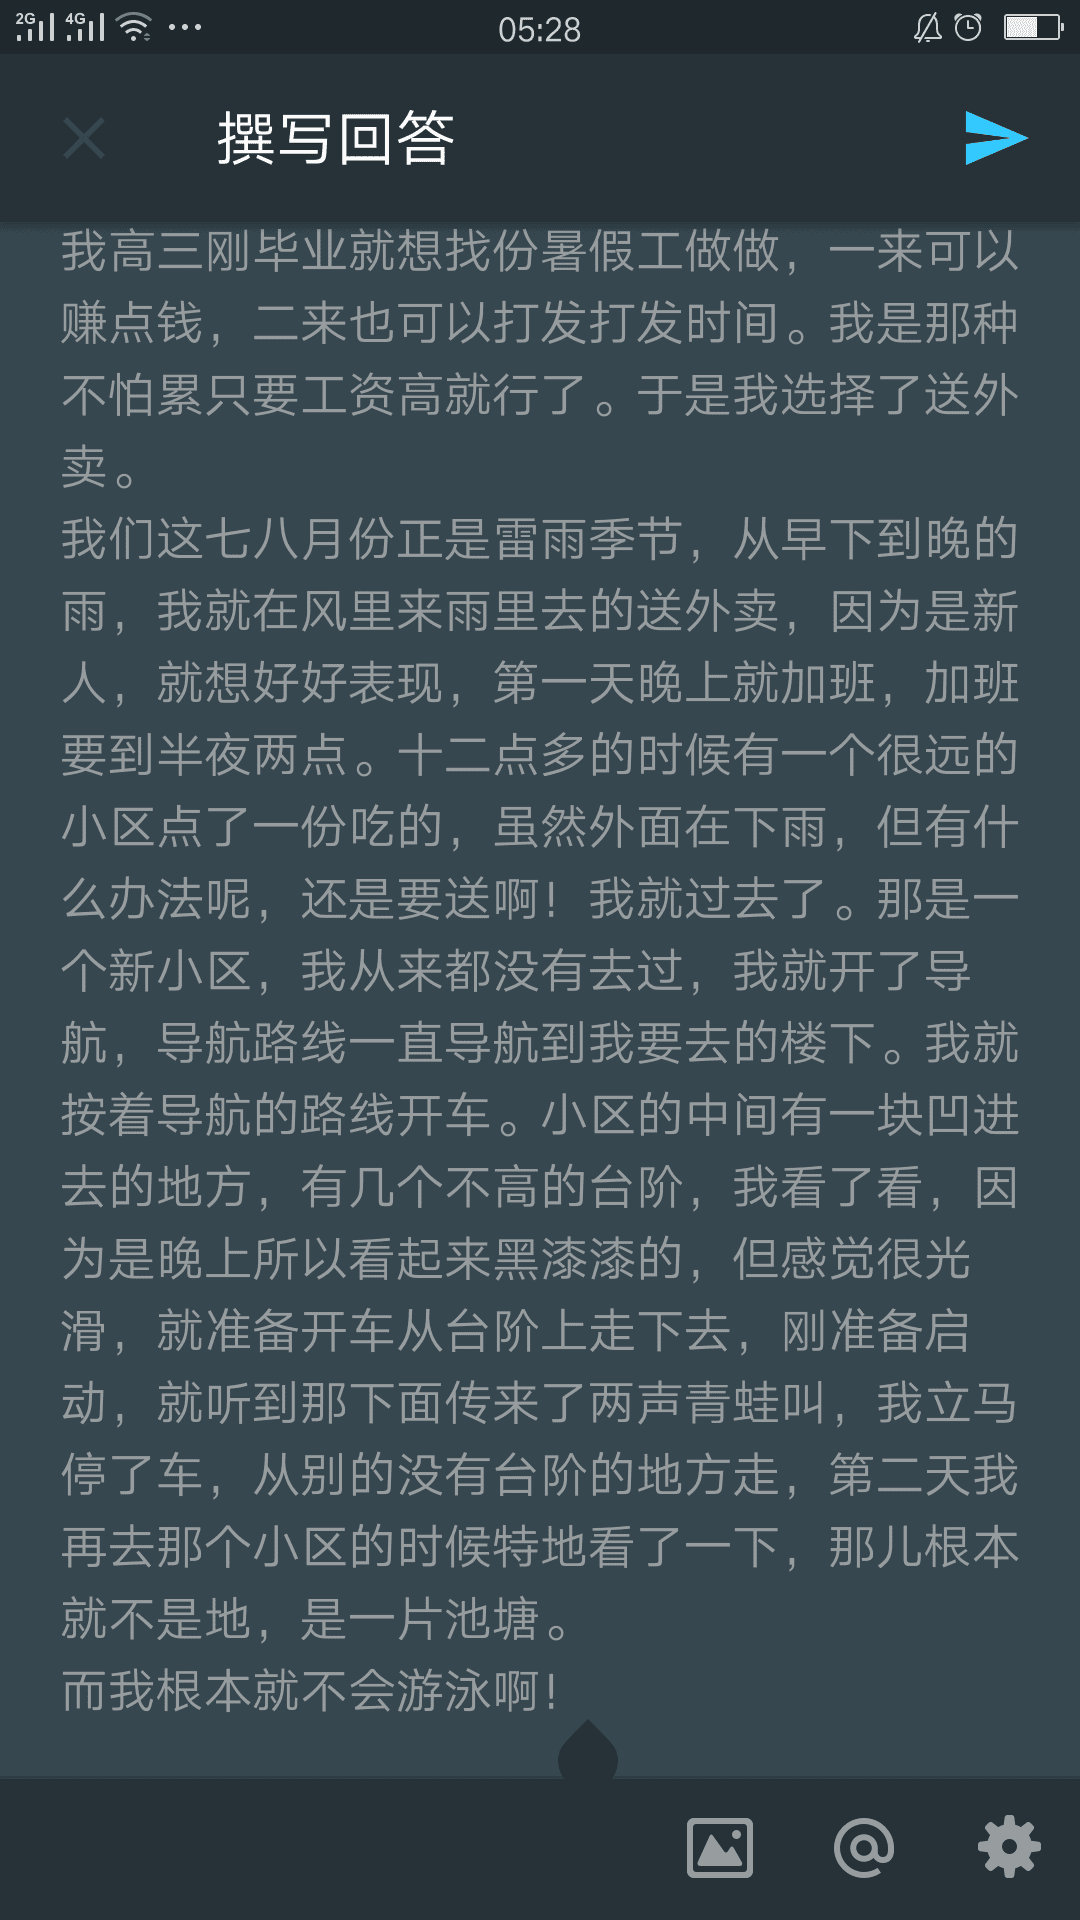 2G 4G 05:28
撰写回答
我高三刚毕业就想找份暑假工做做，一来可以
赚点钱，二来也可以打发打发时间。我是那种
不怕累只要工资高就行了。于是我选择了送外
卖。
我们这七八月份正是雷雨季节，从早下到晚的
雨，我就在风里来雨里去的送外卖，因为是新
人，就想好好表现，第一天晚上就加班，加班
要到半夜两点。十二点多的时候有一个很远的
小区点了一份吃的，虽然外面在下雨，但有什
么办法呢，还是要送啊！我就过去了。那是一
个新小区，我从来都没有去过，我就开了导
航，导航路线一直导航到我要去的楼下。我就
按着导航的路线开车。小区的中间有一块凹进
去的地方，有几个不高的台阶，我看了看，因
为是晚上所以看起来黑漆漆的，但感觉很光
滑，就准备开车从台阶上走下去，刚准备启
动，就听到那下面传来了两声青蛙叫，我立马
停了车，从别的没有台阶的地方走，第二天我
再去那个小区的时候特地看了一下，那儿根本
就不是地，是一片池塘。
而我根本就不会游泳啊！